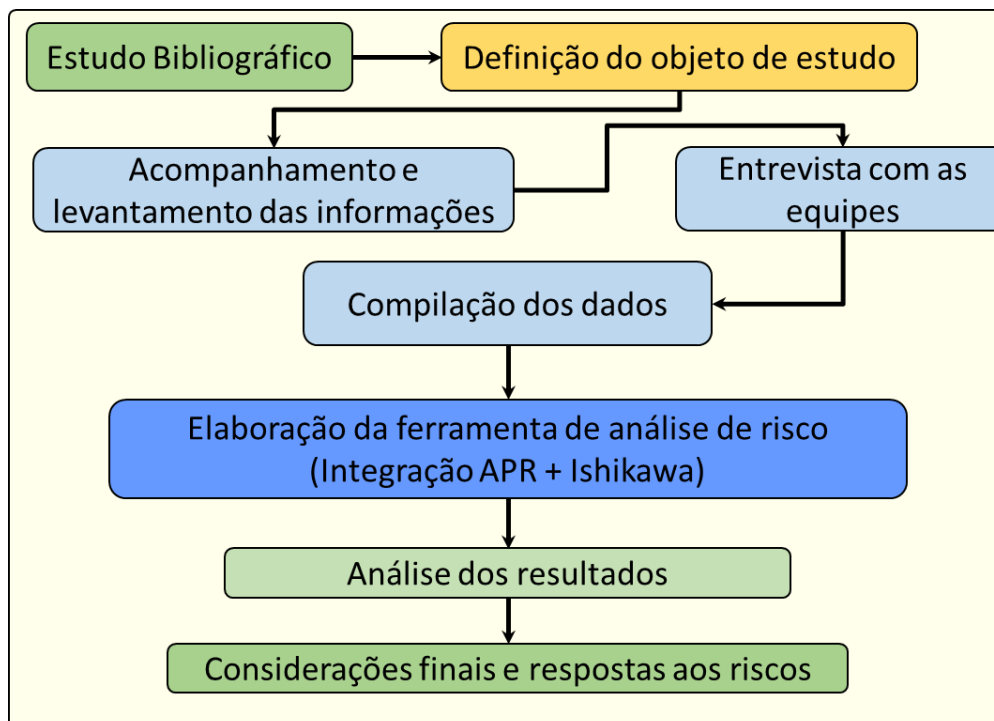 Estudo Bibliográfico
Definição do objeto de estudo
Acompanhamento e
levantamento das informações
Entrevista com as
equipes
Compilação dos dados
Elaboração da ferramenta de análise de risco
(Integração APR + Ishikawa)
Análise dos resultados
Considerações finais e respostas aos riscos